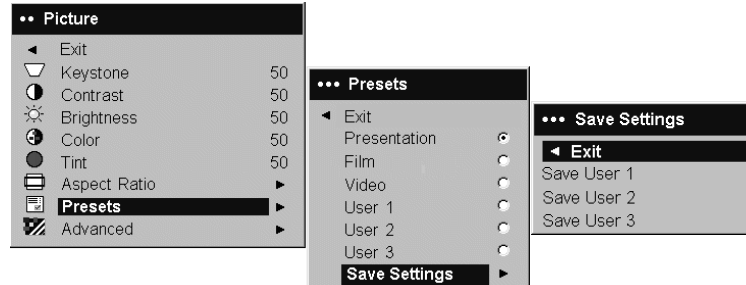 •• Picture
Exit
Keystone 50
Contrast 50
Brightness 50
Color 50
Tint 50
Aspect Ratio
Presets
Advanced
••• Presets
Exit
Presentation
Film
Video
User 1
User 2
User 3
Save Settings
••• Save Settings
Exit
Save User 1
Save User 2
Save User 3